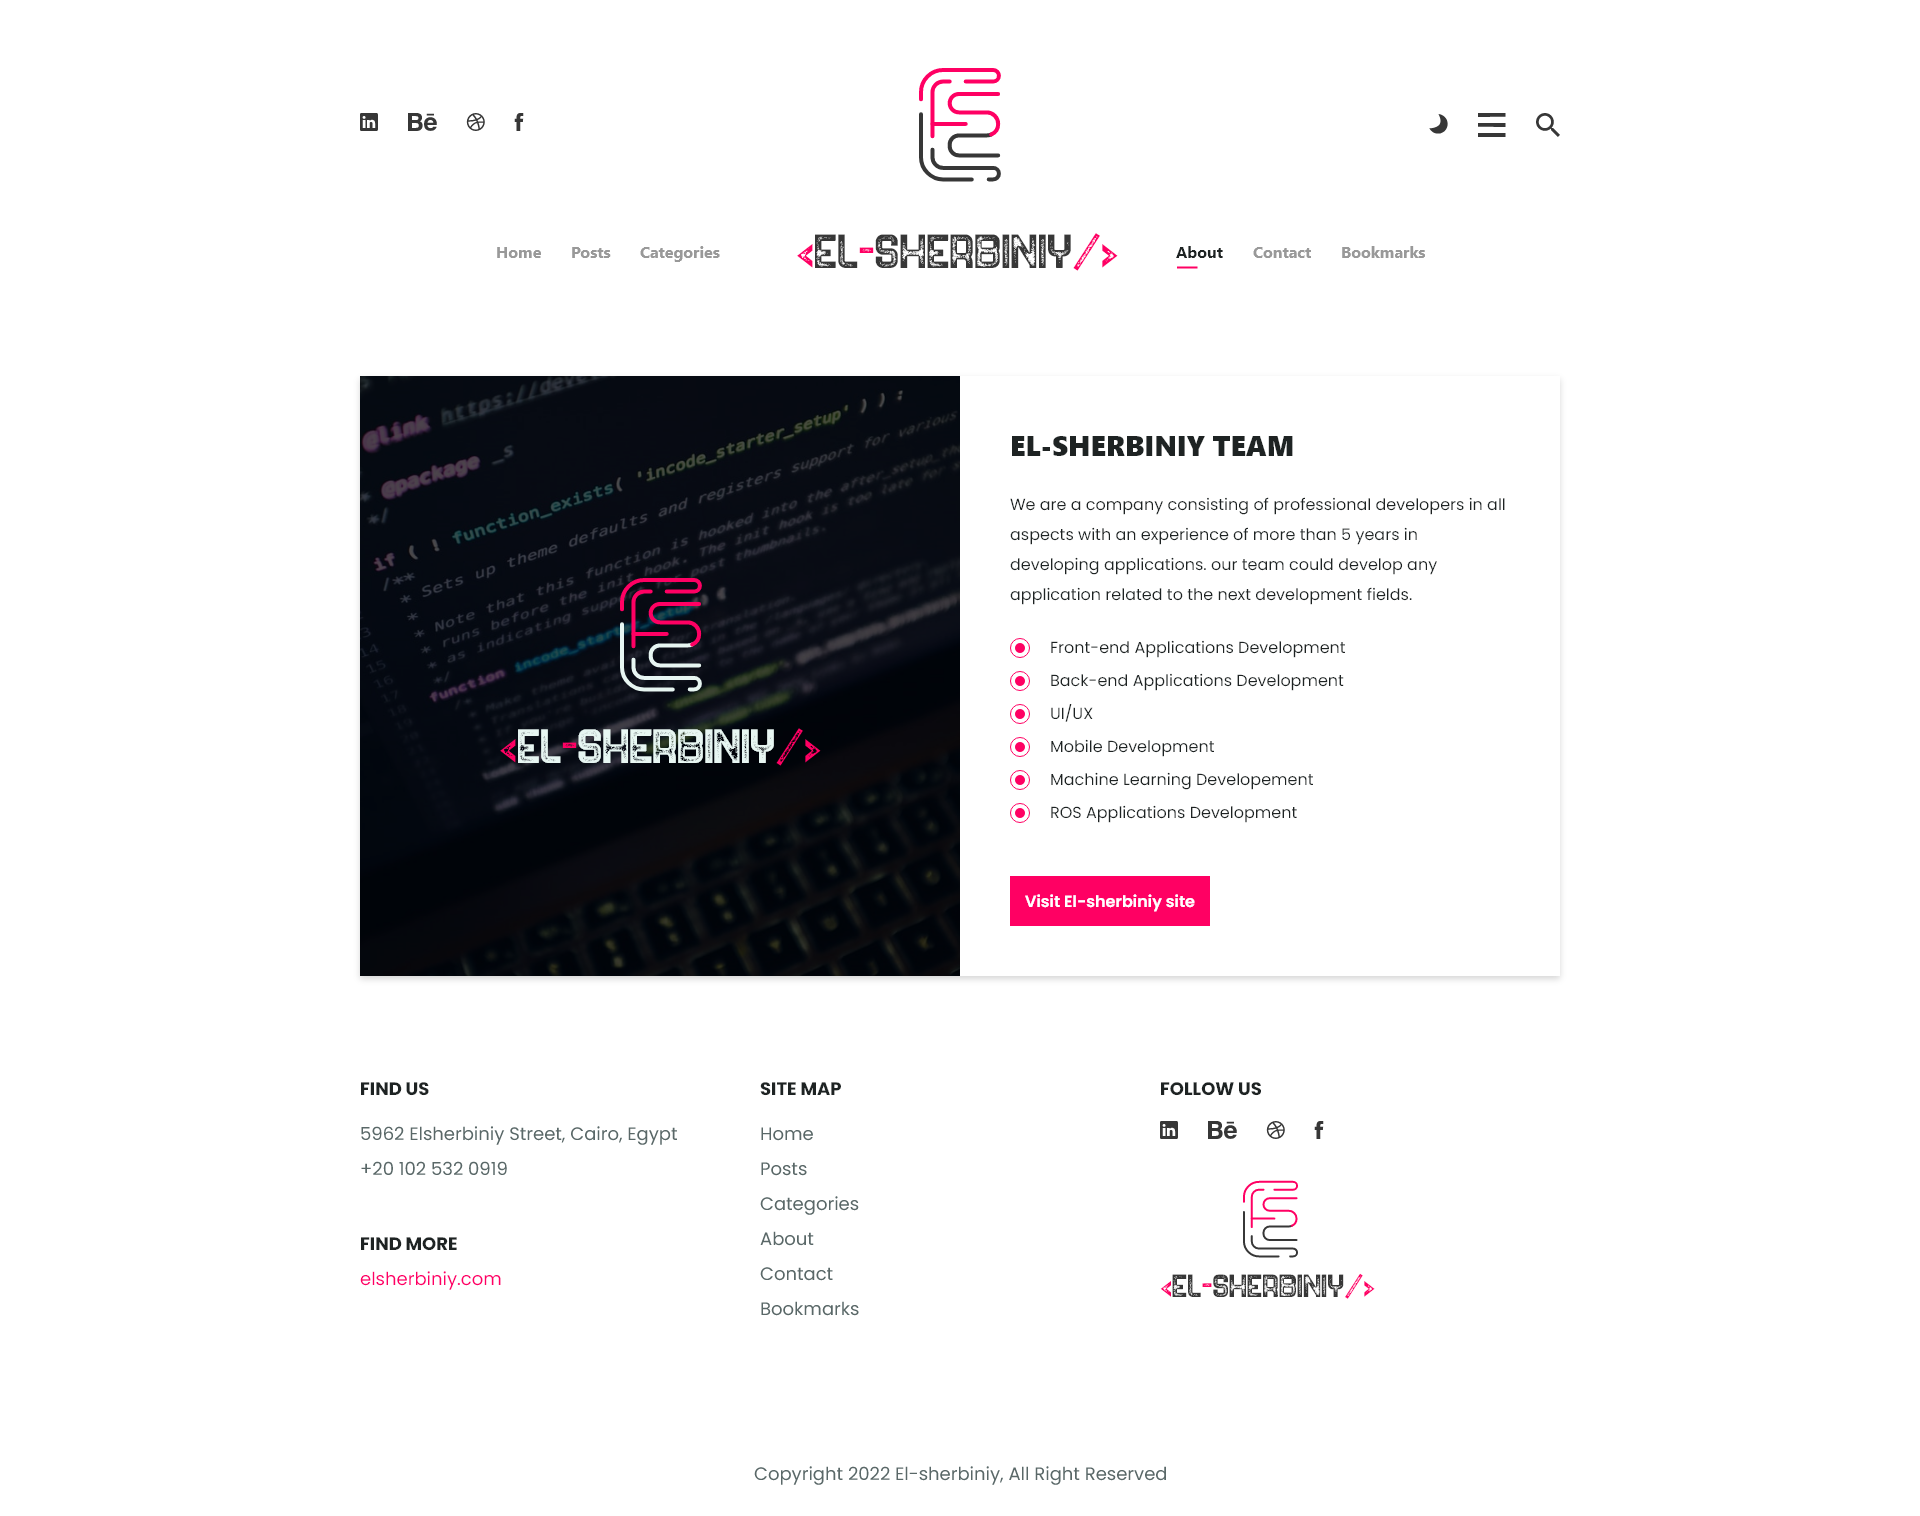 in Bē f
Home Posts Categories <EL-SHERBINIY/> About Contact Bookmarks
https://deve
@link
@package _s
*/
if ( ! function_exists( 'incode_starter_setup' ) ) :
/**
* Sets up theme defaults and registers support for various
*
* Note that this function is hooked into the after_setup_the
* runs before the init hook. The init hook is too late for
* as indicating support for post thumbnails.
*/
function incode_starter_setup() {
<EL-SHERBINIY/>
EL-SHERBINIY TEAM
We are a company consisting of professional developers in all
aspects with an experience of more than 5 years in
developing applications. our team could develop any
application related to the next development fields.
Front-end Applications Development
Back-end Applications Development
UI/UX
Mobile Development
Machine Learning Developement
ROS Applications Development
Visit El-sherbiniy site
FIND US
5962 Elsherbiniy Street, Cairo, Egypt
+20 102 532 0919
FIND MORE
elsherbiniy.com
SITE MAP
Home
Posts
Categories
About
Contact
Bookmarks
FOLLOW US
in Bē f
<EL-SHERBINIY/>
Copyright 2022 El-sherbiniy, All Right Reserved